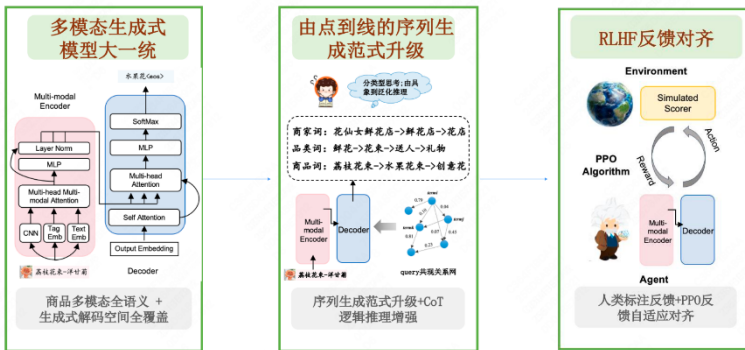 多模态生成式
模型大一统
水果花<eos>
Multi-modal
Encoder
SoftMax
Layer Norm
MLP
MLP
Multi-head
Attention
Multi-head Multi-
modal Attention
Self Attention
CNN
Tag
Emb
Text
Emb
Output Embedding
荔枝花束-洋甘菊
Decoder
商品多模态全语义 +
生成式解码空间全覆盖
由点到线的序列生
成范式升级
分类型思考；由具
象到泛化推理
商家词：花仙女鲜花店->鲜花店->花店
品类词：鲜花->花束->送人->礼物
商品词：荔枝花束->水果花束->创意花
Multi-
modal
Encoder
Decoder
荔枝花束-洋甘菊
query共现关系网
序列生成范式升级+CoT
逻辑推理增强
RLHF反馈对齐
Environment
Simulated
Scorer
PPO
Algorithm
Reward
Action
Multi-
modal
Encoder
Decoder
Agent
人类标注反馈+PPO反
馈自适应对齐